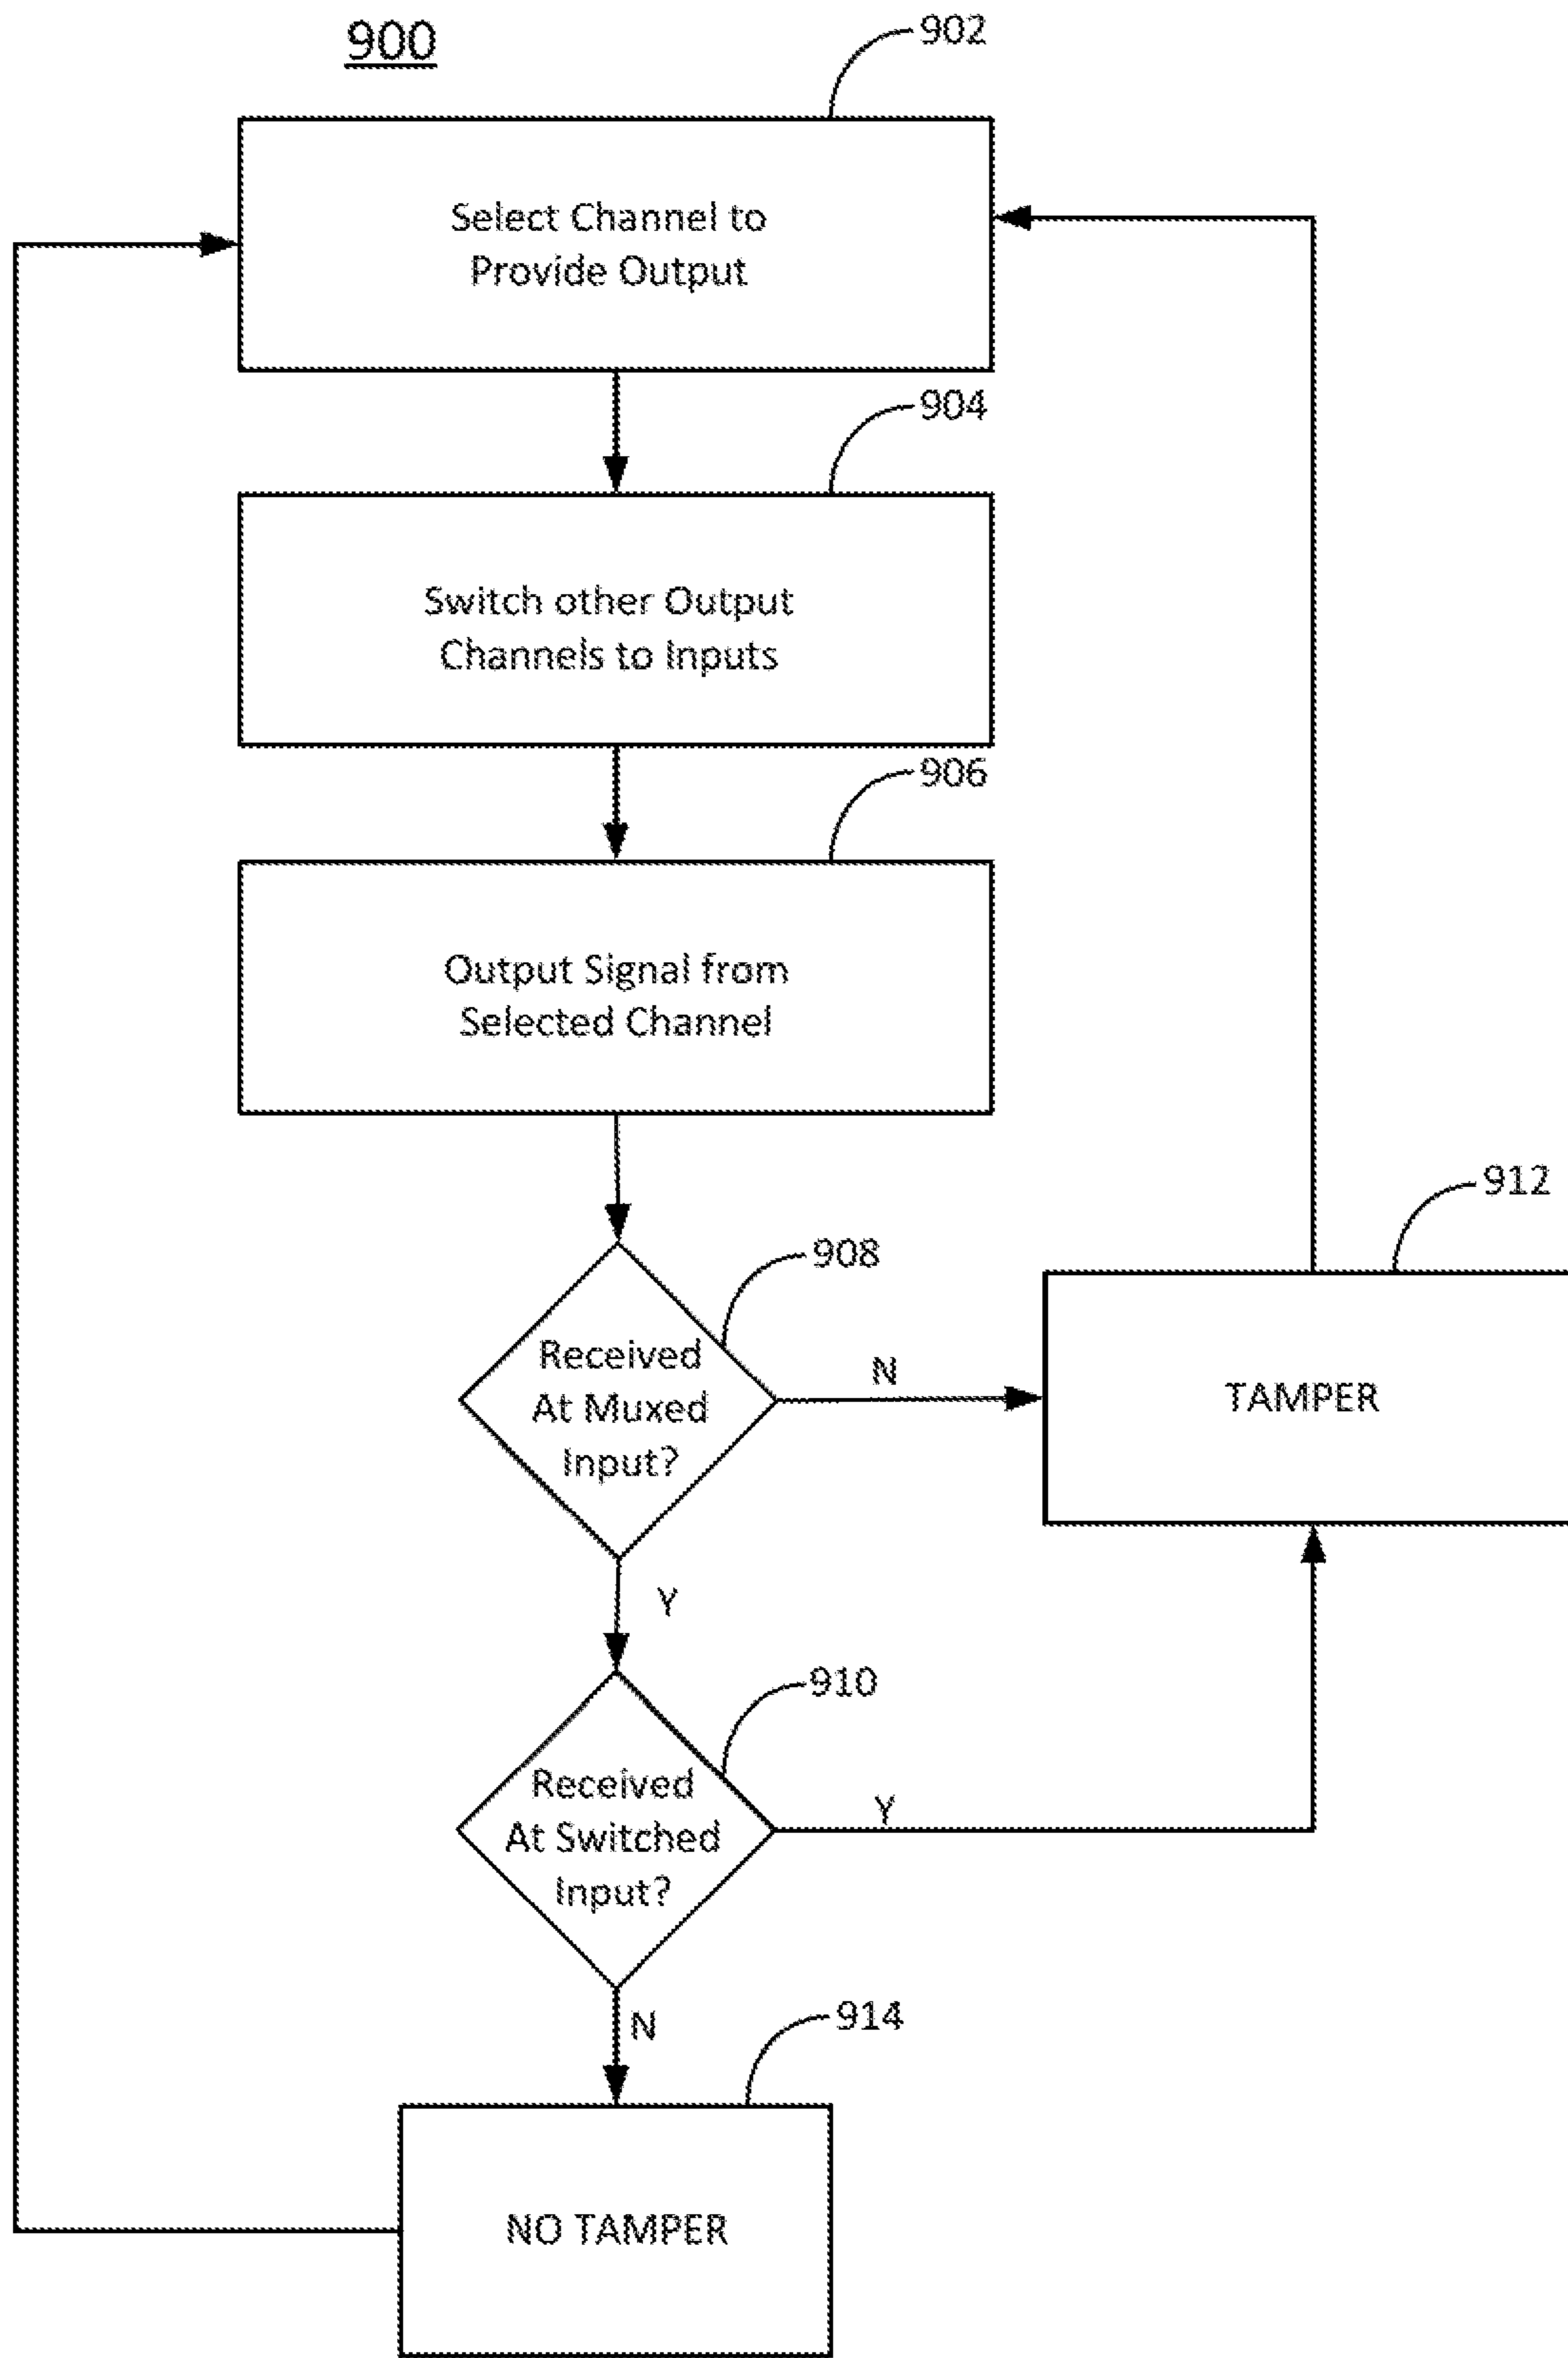 900
902
Select Channel to
Provide Output
904
Switch other Output
Channels to Inputs
906
Output Signal from
Selected Channel
908
Received
At Muxed
Input?
N
912
TAMPER
Y
910
Received
At Switched
Input?
Y
N
914
NO TAMPER